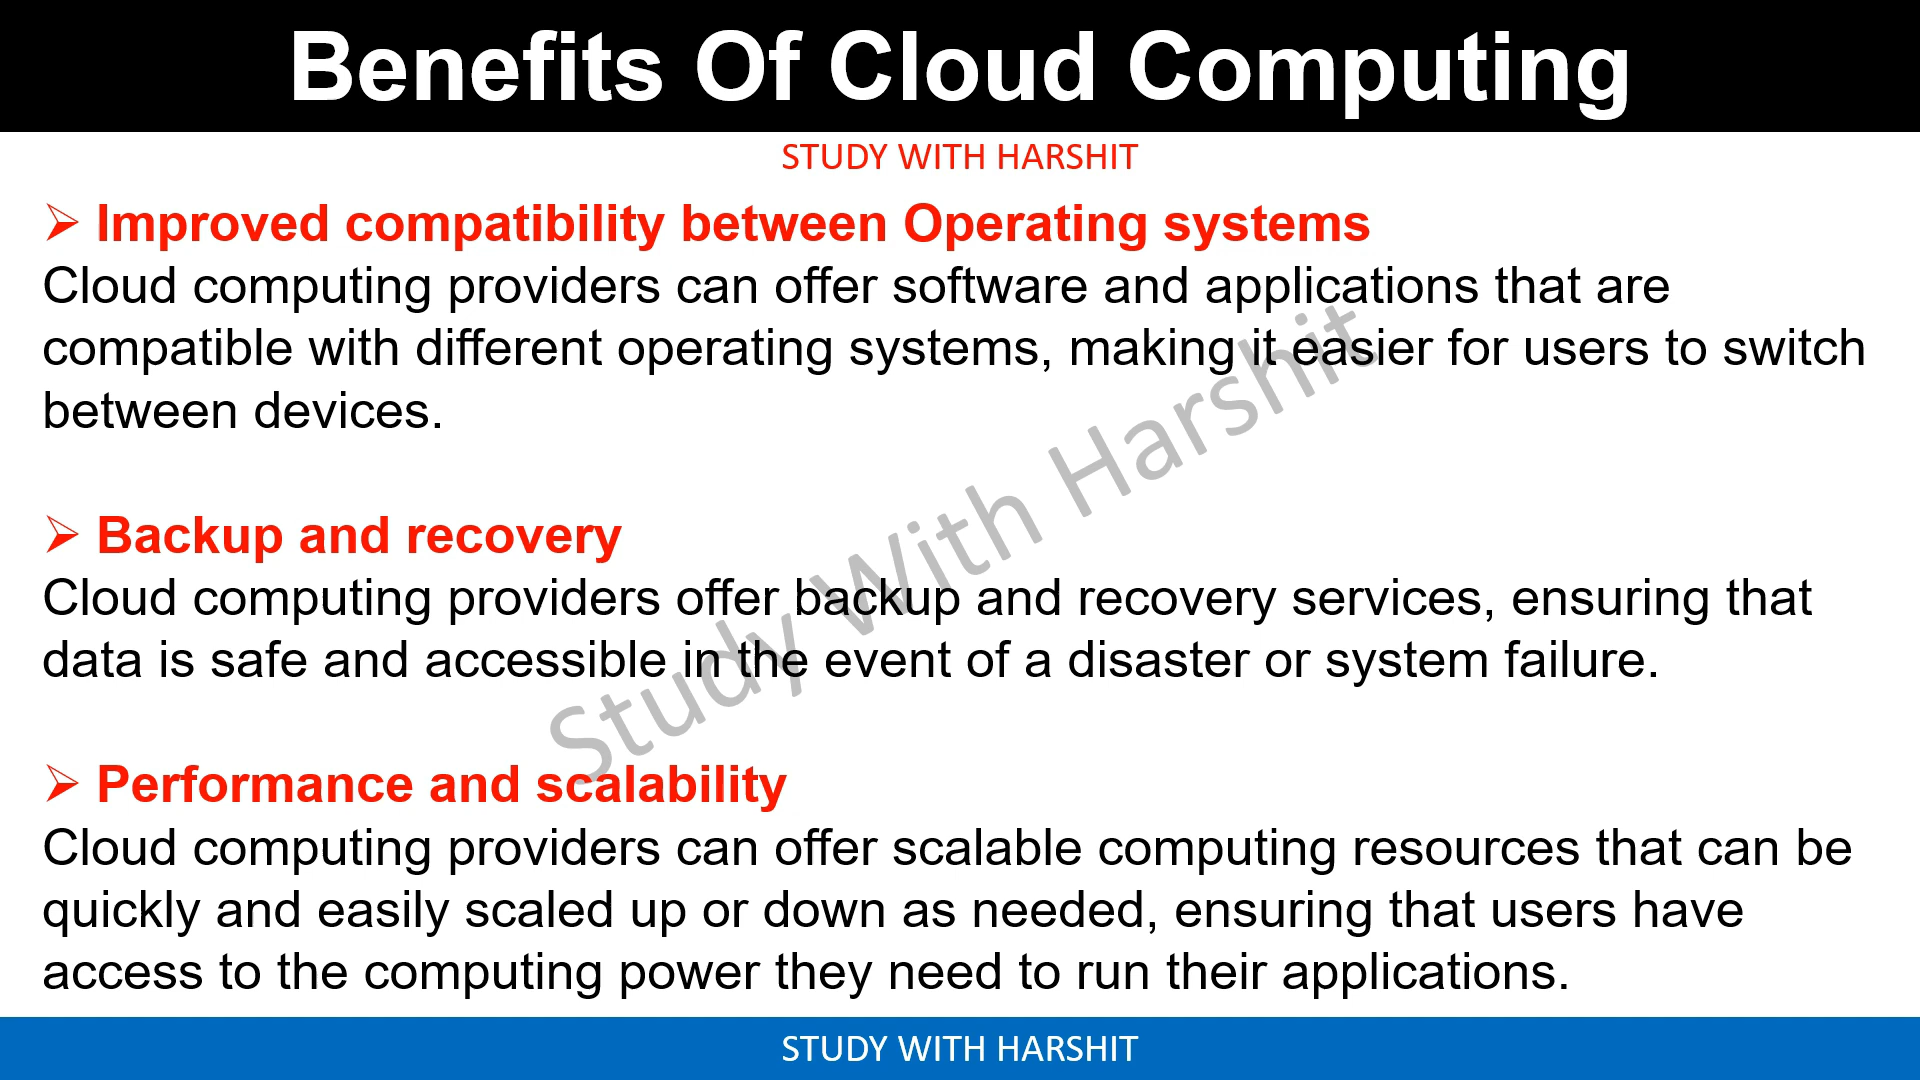 Benefits Of Cloud Computing
STUDY WITH HARSHIT
➢ Improved compatibility between Operating systems
Cloud computing providers can offer software and applications that are
compatible with different operating systems, making it easier for users to switch
between devices.
➢ Backup and recovery
Cloud computing providers offer backup and recovery services, ensuring that
data is safe and accessible in the event of a disaster or system failure.
➢ Performance and scalability
Cloud computing providers can offer scalable computing resources that can be
quickly and easily scaled up or down as needed, ensuring that users have
access to the computing power they need to run their applications.
Study With Harshit
STUDY WITH HARSHIT